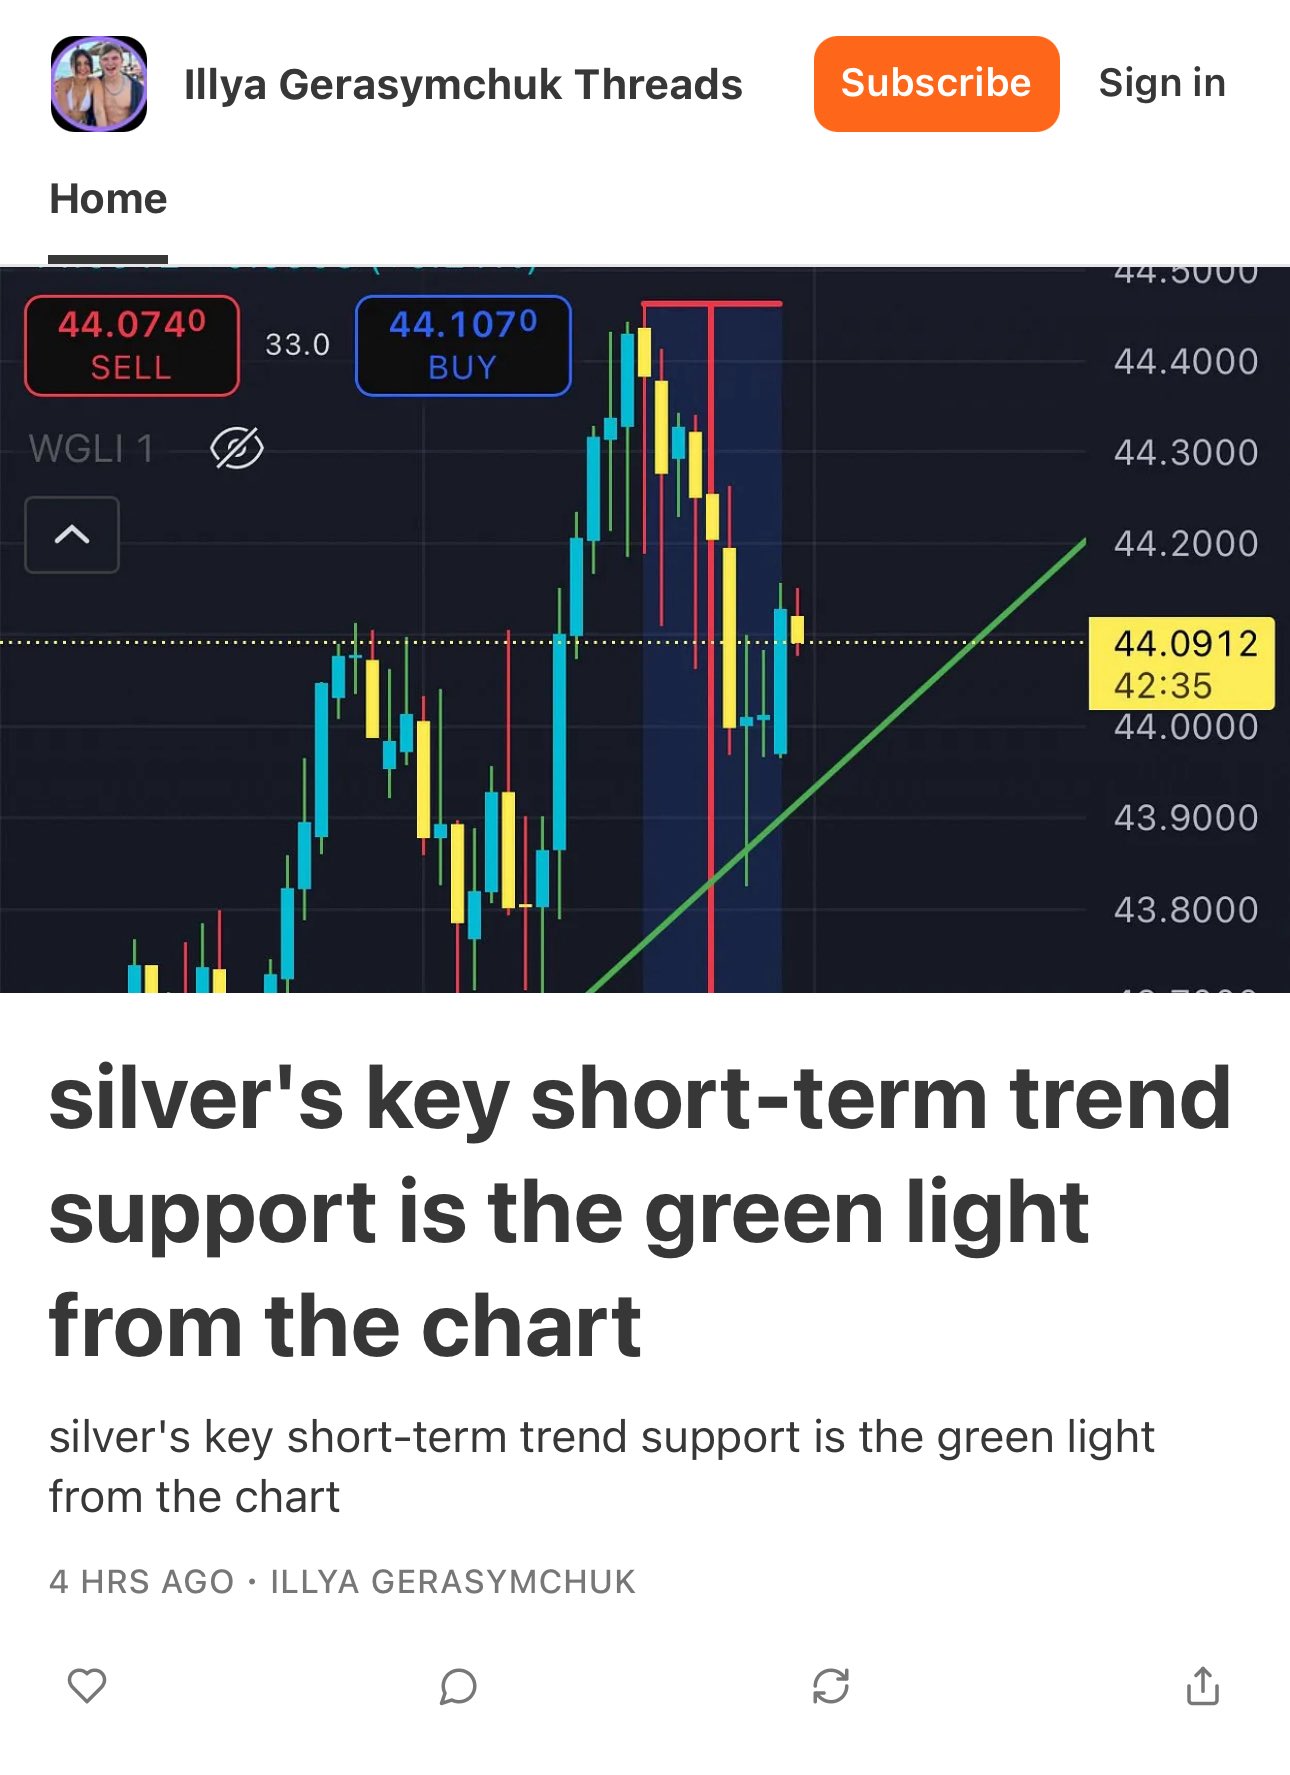 Illya Gerasymchuk Threads
Subscribe
Sign in
Home
44.5000
44.0740
SELL
33.0
44.1070
BUY
44.4000
WGLI 1
44.3000
44.2000
44.0912
42:35
44.0000
43.9000
43.8000
silver's key short-term trend
support is the green light
from the chart
silver's key short-term trend support is the green light
from the chart
4 HRS AGO · ILLYA GERASYMCHUK